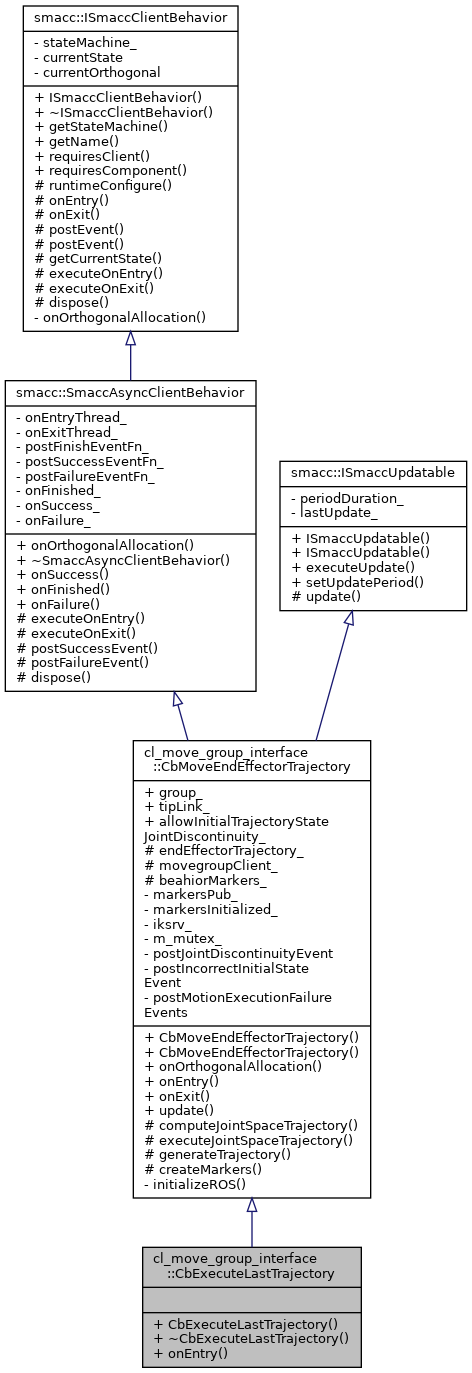 smacc::ISmaccClientBehavior
- stateMachine_
- currentState
- currentOrthogonal
+ ISmaccClientBehavior()
+ ~ISmaccClientBehavior()
+ getStateMachine()
+ getName()
+ requiresClient()
+ requiresComponent()
# runtimeConfigure()
# onEntry()
# onExit()
# postEvent()
# postEvent()
# getCurrentState()
# executeOnEntry()
# executeOnExit()
# dispose()
- onOrthogonalAllocation()
smacc::SmaccAsyncClientBehavior
- onEntryThread_
- onExitThread_
- postFinishEventFn_
- postSuccessEventFn_
- postFailureEventFn_
- onFinished_
- onSuccess_
- onFailure_
+ onOrthogonalAllocation()
+ ~SmaccAsyncClientBehavior()
+ onSuccess()
+ onFinished()
+ onFailure()
# executeOnEntry()
# executeOnExit()
# postSuccessEvent()
# postFailureEvent()
# dispose()
smacc::ISmaccUpdatable
- periodDuration_
- lastUpdate_
+ ISmaccUpdatable()
+ ISmaccUpdatable()
+ executeUpdate()
+ setUpdatePeriod()
# update()
cl_move_group_interface
::CbMoveEndEffectorTrajectory
+ group_
+ tipLink_
+ allowInitialTrajectoryState
JointDiscontinuity_
# endEffectorTrajectory_
# movegroupClient_
# beahiorMarkers_
- markersPub_
- markersInitialized_
- iksrv_
- m_mutex_
- postJointDiscontinuityEvent
- postIncorrectInitialState
Event
- postMotionExecutionFailure
Events
+ CbMoveEndEffectorTrajectory()
+ CbMoveEndEffectorTrajectory()
+ onOrthogonalAllocation()
+ onEntry()
+ onExit()
+ update()
# computeJointSpaceTrajectory()
# executeJointSpaceTrajectory()
# generateTrajectory()
# createMarkers()
- initializeROS()
cl_move_group_interface
::CbExecuteLastTrajectory
+ CbExecuteLastTrajectory()
+ ~CbExecuteLastTrajectory()
+ onEntry()